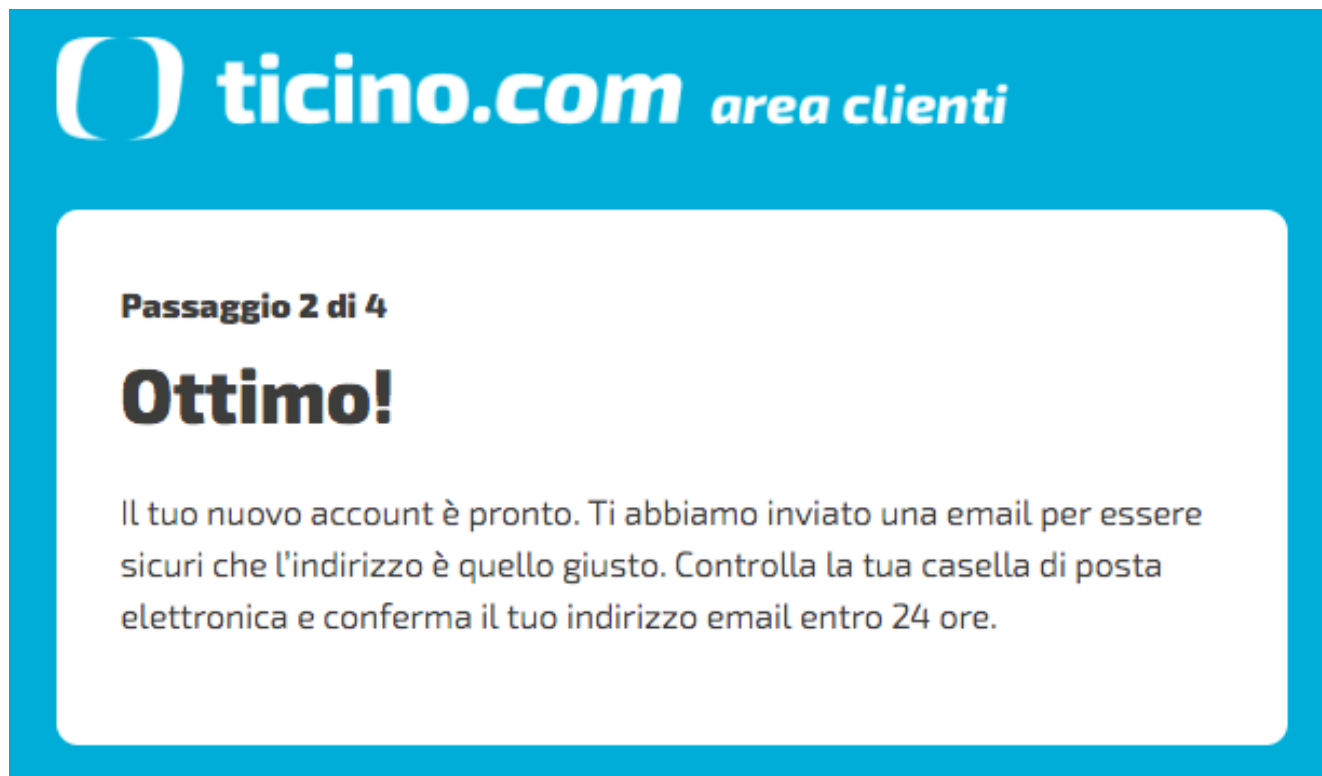 ticino.com area clienti
Passaggio 2 di 4
Ottimo!
Il tuo nuovo account è pronto. Ti abbiamo inviato una email per essere
sicuri che l'indirizzo è quello giusto. Controlla la tua casella di posta
elettronica e conferma il tuo indirizzo email entro 24 ore.